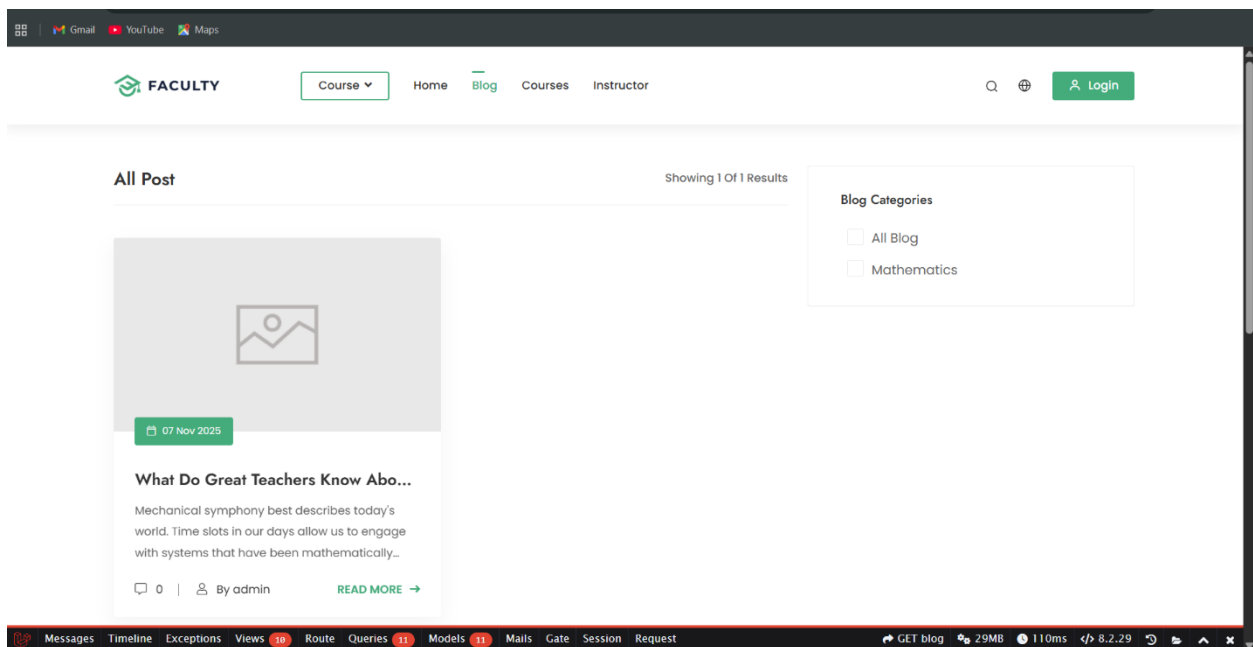 Gmail YouTube Maps
FACULTY Course Home Blog Courses Instructor Login
All Post Showing 1 Of 1 Results
Blog Categories
All Blog
Mathematics
07 Nov 2025
What Do Great Teachers Know Abo...
Mechanical symphony best describes today's
world. Time slots in our days allow us to engage
with systems that have been mathematically...
0 | By admin READ MORE →
Messages Timeline Exceptions Views 10 Route Queries 11 Models 11 Mails Gate Session Request GET blog 29MB 110ms </> 8.2.29